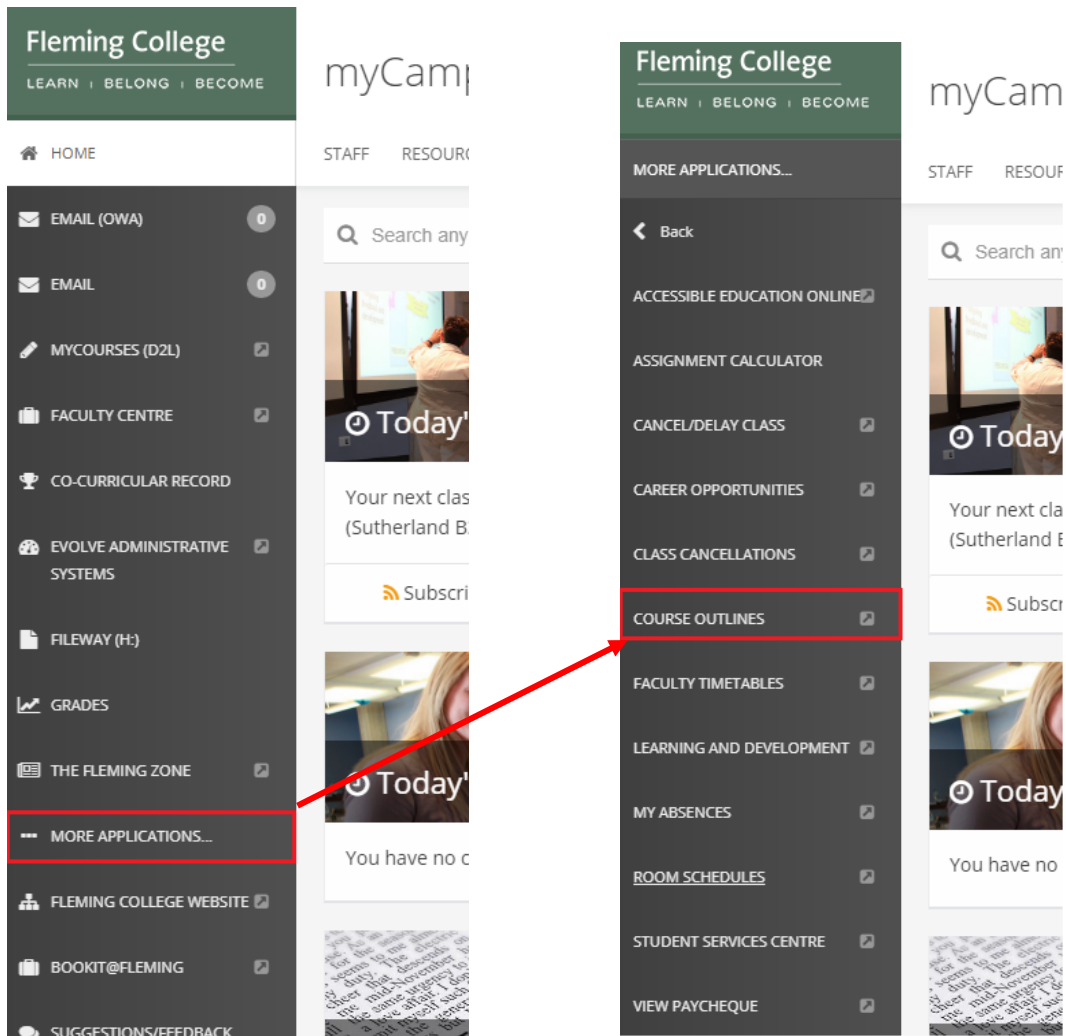 Fleming College
LEARN | BELONG | BECOME
HOME
EMAIL (OWA) 0
EMAIL 0
MYCOURSES (D2L)
FACULTY CENTRE
CO-CURRICULAR RECORD
EVOLVE ADMINISTRATIVE
SYSTEMS
FILEWAY (H:)
GRADES
THE FLEMING ZONE
MORE APPLICATIONS...
FLEMING COLLEGE WEBSITE
BOOKIT@FLEMING
SUGGESTIONS/FEEDBACK
myCamp
STAFF RESOURC
Search any
Today'
Your next clas
(Sutherland B
Subscri
Today'
You have no c
Fleming College
LEARN | BELONG | BECOME
MORE APPLICATIONS...
Back
ACCESSIBLE EDUCATION ONLINE
ASSIGNMENT CALCULATOR
CANCEL/DELAY CLASS
CAREER OPPORTUNITIES
CLASS CANCELLATIONS
COURSE OUTLINES
FACULTY TIMETABLES
LEARNING AND DEVELOPMENT
MY ABSENCES
ROOM SCHEDULES
STUDENT SERVICES CENTRE
VIEW PAYCHEQUE
myCam
STAFF RESOUR
Search an
Today
Your next cla
(Sutherland
Subscr
Today
You have no